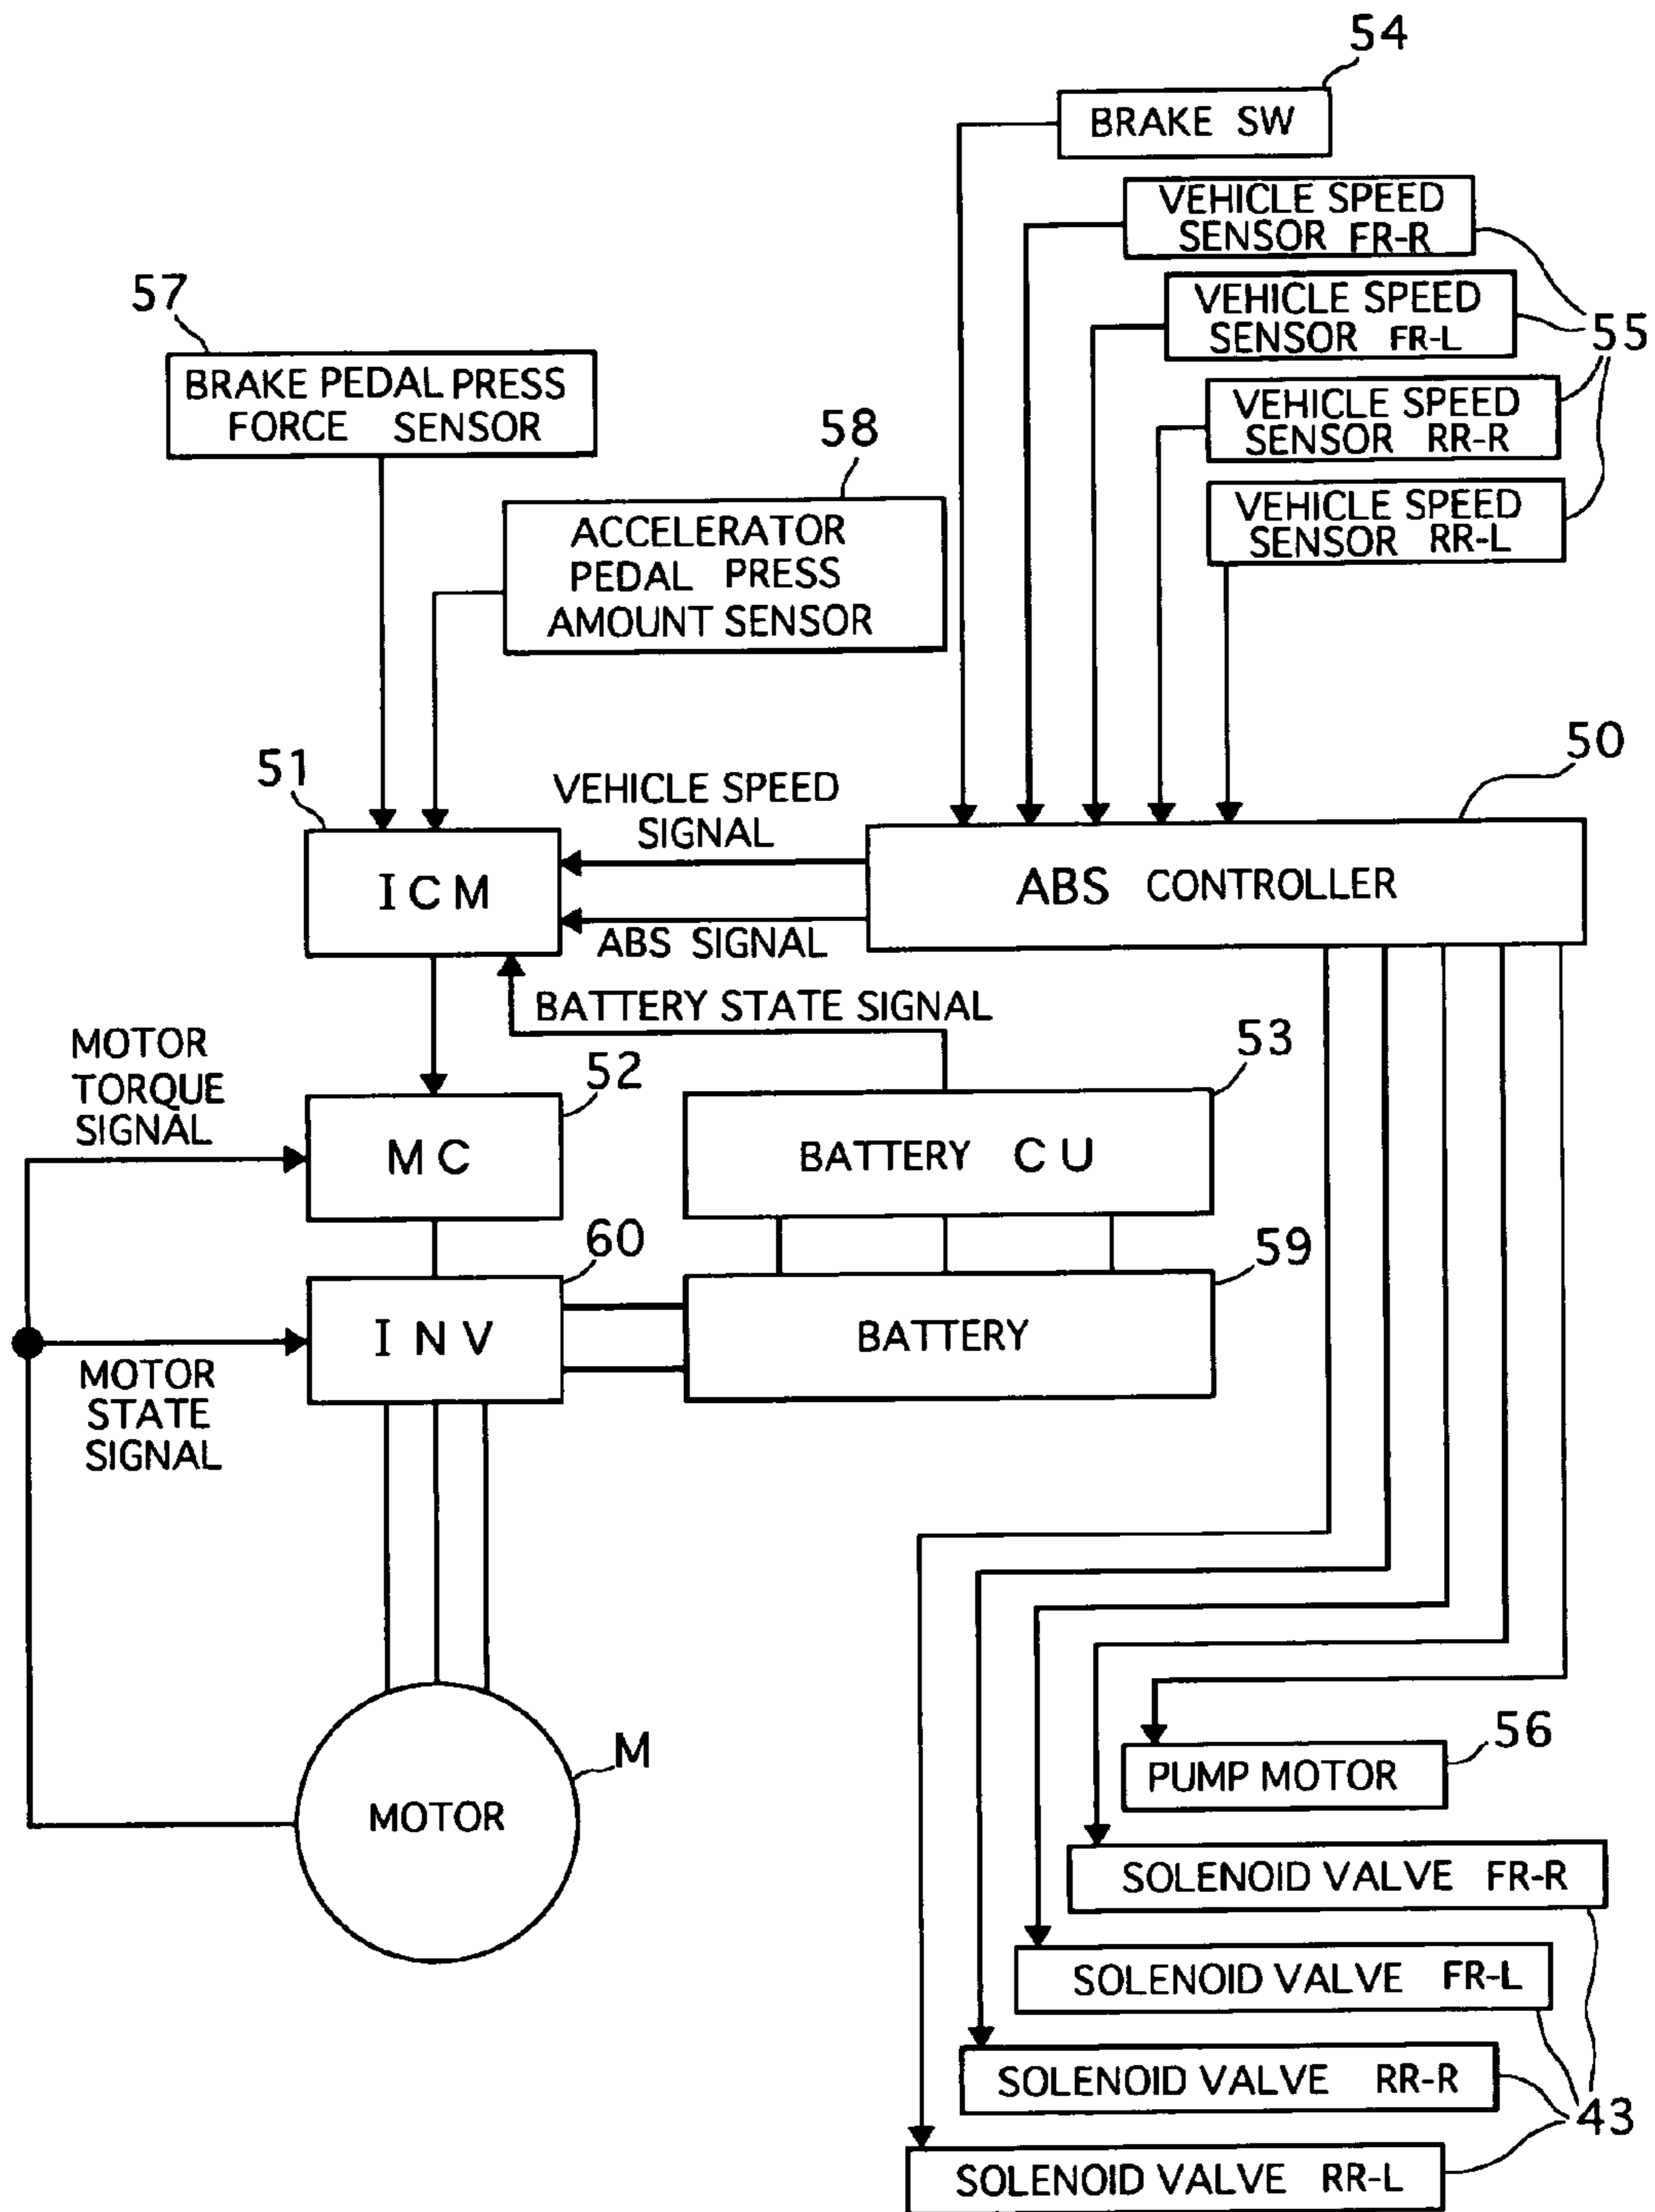 54
BRAKE SW
VEHICLE SPEED
SENSOR FR-R
VEHICLE SPEED
SENSOR FR-L
55
VEHICLE SPEED
SENSOR RR-R
VEHICLE SPEED
SENSOR RR-L
57
BRAKE PEDAL PRESS
FORCE SENSOR
58
ACCELERATOR
PEDAL PRESS
AMOUNT SENSOR
50
51
VEHICLE SPEED
SIGNAL
ICM
ABS CONTROLLER
ABS SIGNAL
BATTERY STATE SIGNAL
MOTOR
TORQUE
SIGNAL
52
53
MC
BATTERY CU
60
59
INV
BATTERY
MOTOR
STATE
SIGNAL
M
MOTOR
56
PUMP MOTOR
SOLENOID VALVE FR-R
SOLENOID VALVE FR-L
SOLENOID VALVE RR-R
43
SOLENOID VALVE RR-L